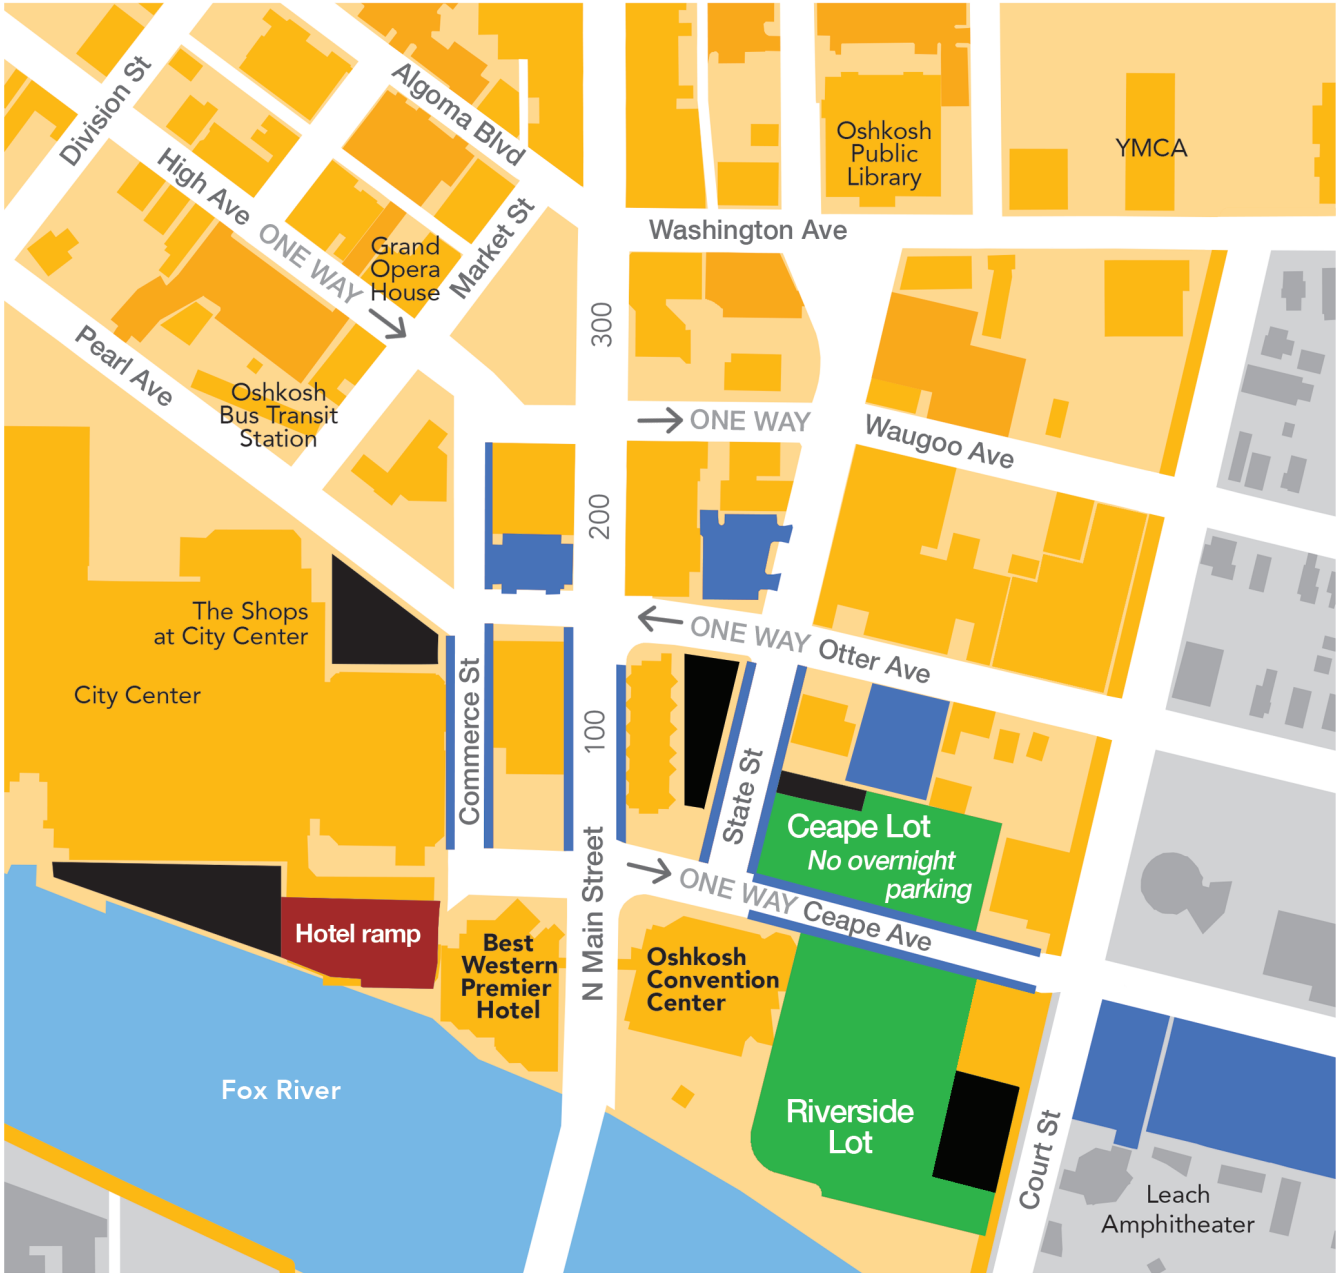 Division St
Algoma Blvd
High Ave
ONE WAY
Market St
Grand
Opera
House
Pearl Ave
Oshkosh
Bus Transit
Station
Oshkosh
Public
Library
YMCA
Washington Ave
300
ONE WAY
Waugoo Ave
200
The Shops
at City Center
City Center
ONE WAY Otter Ave
Commerce St
100
State St
N Main Street
Ceape Lot
No overnight
parking
ONE WAY Ceape Ave
Hotel ramp
Best
Western
Premier
Hotel
Oshkosh
Convention
Center
Fox River
Riverside
Lot
Court St
Leach
Amphitheater